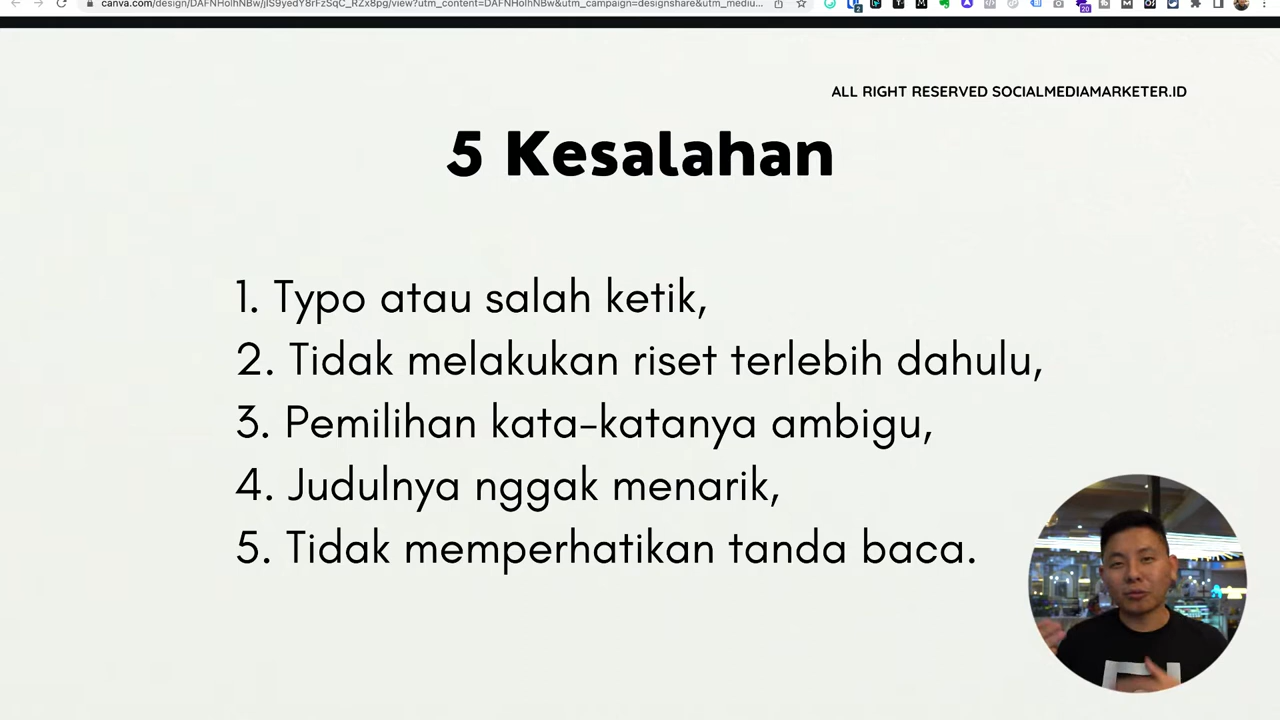 ALL RIGHT RESERVED SOCIALMEDIAMARKETER.ID
5 Kesalahan
1. Typo atau salah ketik,
2. Tidak melakukan riset terlebih dahulu,
3. Pemilihan kata-katanya ambigu,
4. Judulnya nggak menarik,
5. Tidak memperhatikan tanda baca.